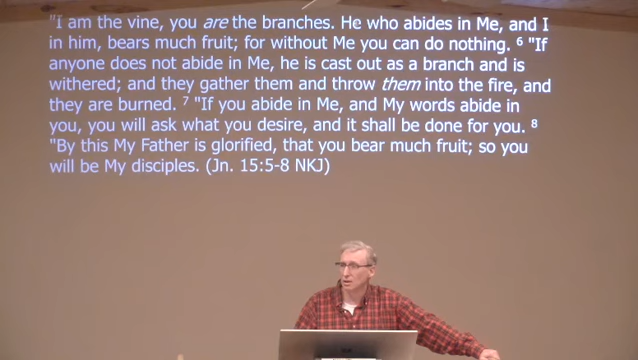 "I am the vine, you are the branches. He who abides in Me, and I
in him, bears much fruit; for without Me you can do nothing. 6 "If
anyone does not abide in Me, he is cast out as a branch and is
withered; and they gather them and throw them into the fire, and
they are burned. 7 "If you abide in Me, and My words abide in
you, you will ask what you desire, and it shall be done for you. 8
"By this My Father is glorified, that you bear much fruit; so you
will be My disciples. (Jn. 15:5-8 NKJ)